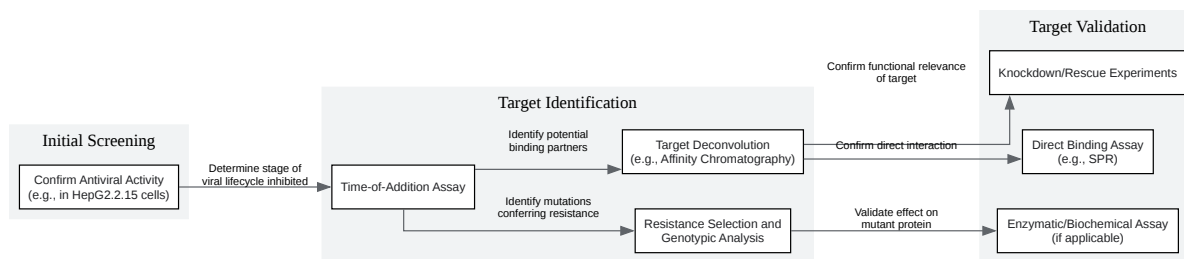 Initial Screening
Confirm Antiviral Activity
(e.g., in HepG2.2.15 cells)
Determine stage of
viral lifecycle inhibited
Target Identification
Time-of-Addition Assay
Identify potential
binding partners
Target Deconvolution
(e.g., Affinity Chromatography)
Identify mutations
conferring resistance
Resistance Selection and
Genotypic Analysis
Confirm functional relevance
of target
Confirm direct interaction
Validate effect on
mutant protein
Target Validation
Knockdown/Rescue Experiments
Direct Binding Assay
(e.g., SPR)
Enzymatic/Biochemical Assay
(if applicable)